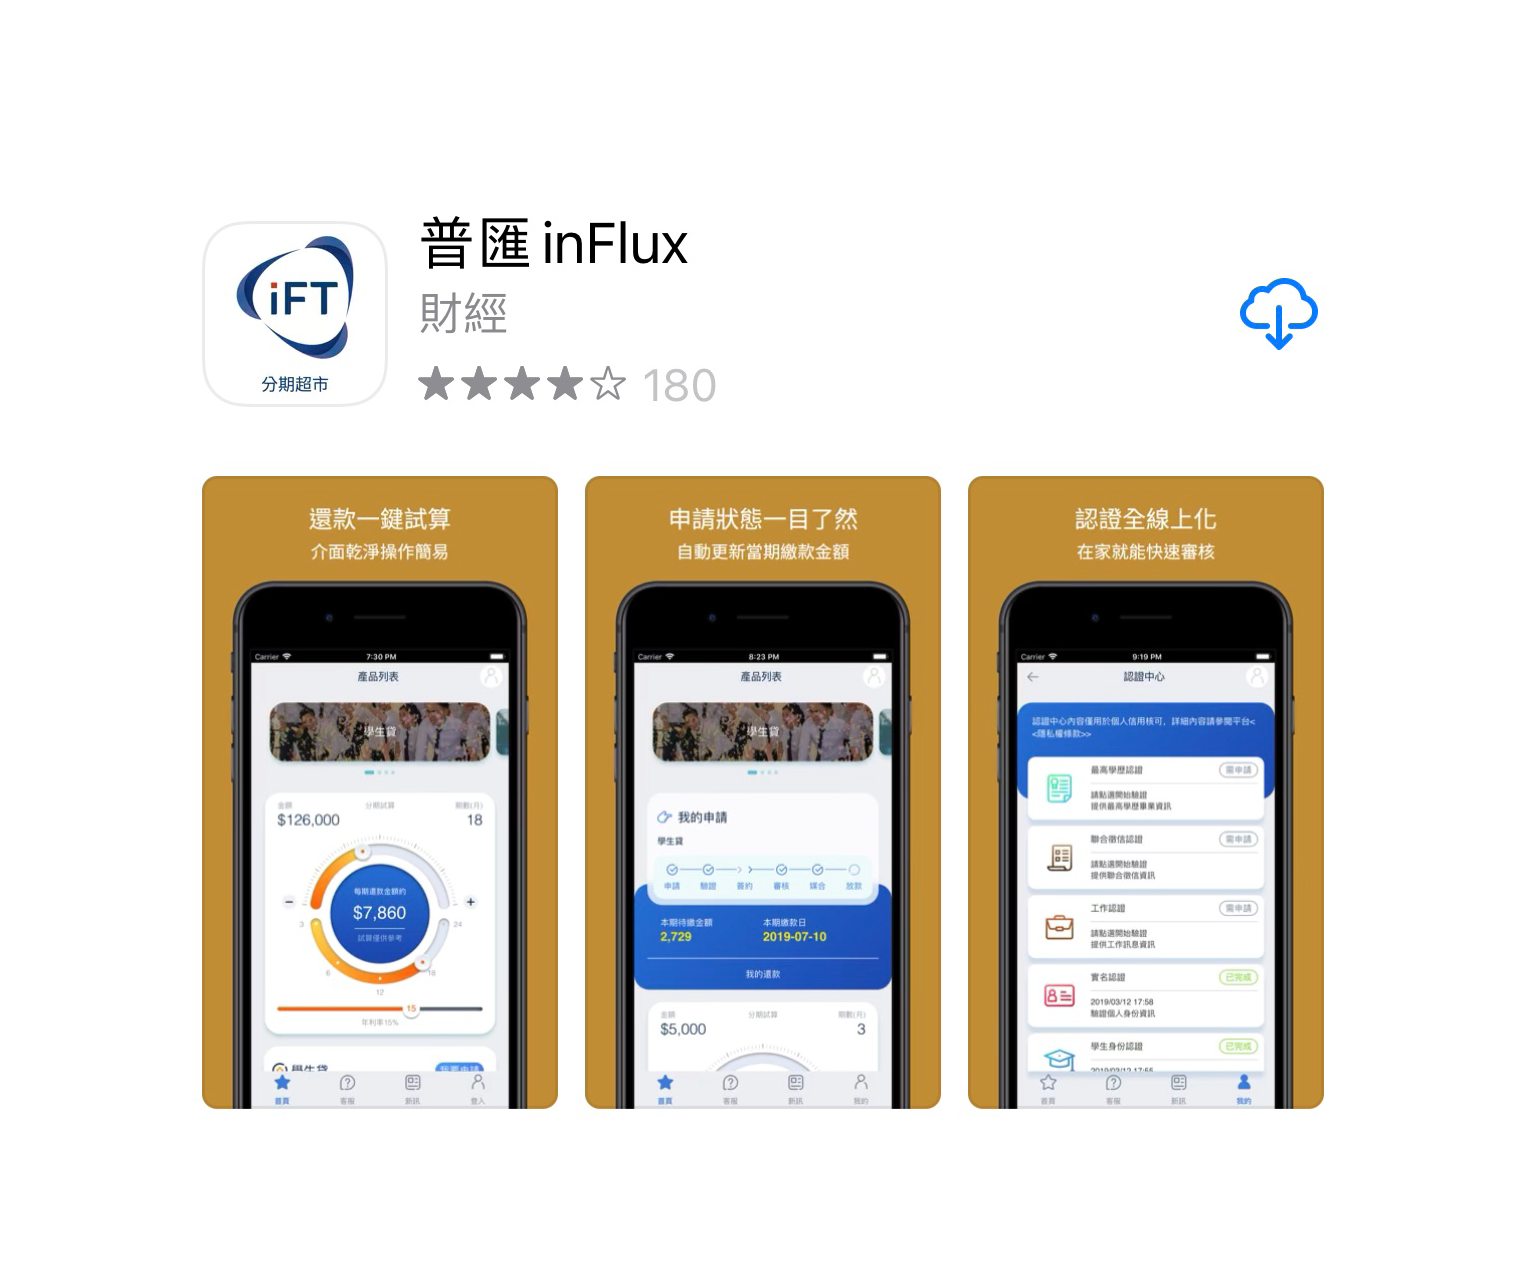 iFT
分期超市
普匯 inFlux
財經
180
還款一鍵試算
介面乾淨操作簡易
Carrier
7:30 PM
產品列表
學生貸
金額
分期試算
期數(月)
$126,000
18
每期還款金額約
$7,860
試算僅供參考
3
24
6
18
12
15
年利率15%
學生貸
我要申請
首頁
客服
新訊
登入
申請狀態一目了然
自動更新當期繳款金額
Carrier
8:23 PM
產品列表
學生貸
我的申請
學生貸
申請
驗證
簽約
審核
媒合
放款
本期待繳金額
本期繳款日
2,729
2019-07-10
我的還款
金額
分期試算
期數(月)
$5,000
3
首頁
客服
新訊
我的
認證全線上化
在家就能快速審核
Carrier
9:19 PM
認證中心
認證中心內容僅用於個人信用核可，詳細內容請參閱平台<
<隱私權條款>>
最高學歷認證
需申請
請點選開始驗證
提供最高學歷畢業資訊
聯合徵信認證
需申請
請點選開始驗證
提供聯合徵信資訊
工作認證
需申請
請點選開始驗證
提供工作訊息資訊
實名認證
已完成
2019/03/12 17:58
驗證個人身份資訊
學生身份認證
已完成
首頁
客服
新訊
我的